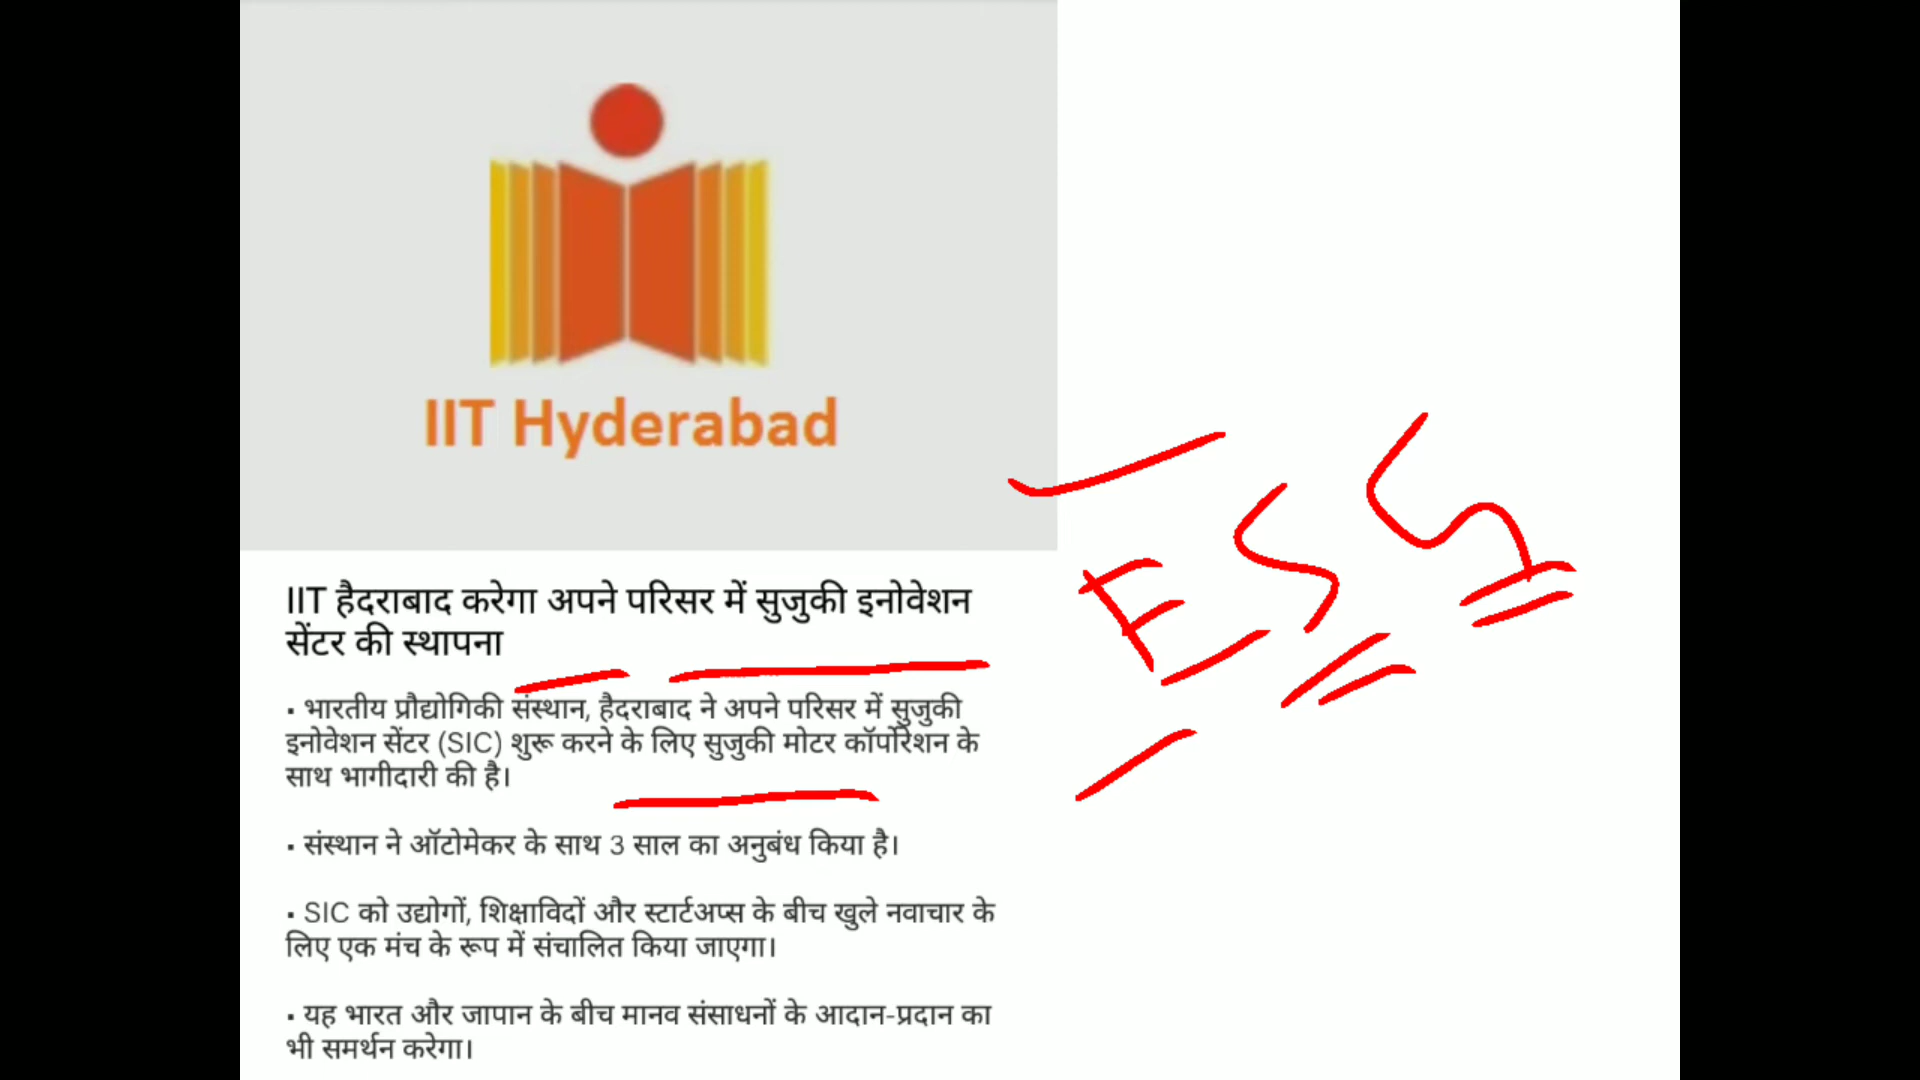 IIT Hyderabad
IIT हैदराबाद करेगा अपने परिसर में सुजुकी इनोवेशन
सेंटर की स्थापना
▪ भारतीय प्रौद्योगिकी संस्थान, हैदराबाद ने अपने परिसर में सुजुकी
इनोवेशन सेंटर (SIC) शुरू करने के लिए सुजुकी मोटर कॉर्पोरेशन के
साथ भागीदारी की है।
▪ संस्थान ने ऑटोमेकर के साथ 3 साल का अनुबंध किया है।
▪ SIC को उद्योगों, शिक्षाविदों और स्टार्टअप्स के बीच खुले नवाचार के
लिए एक मंच के रूप में संचालित किया जाएगा।
▪ यह भारत और जापान के बीच मानव संसाधनों के आदान-प्रदान का
भी समर्थन करेगा।
ESS